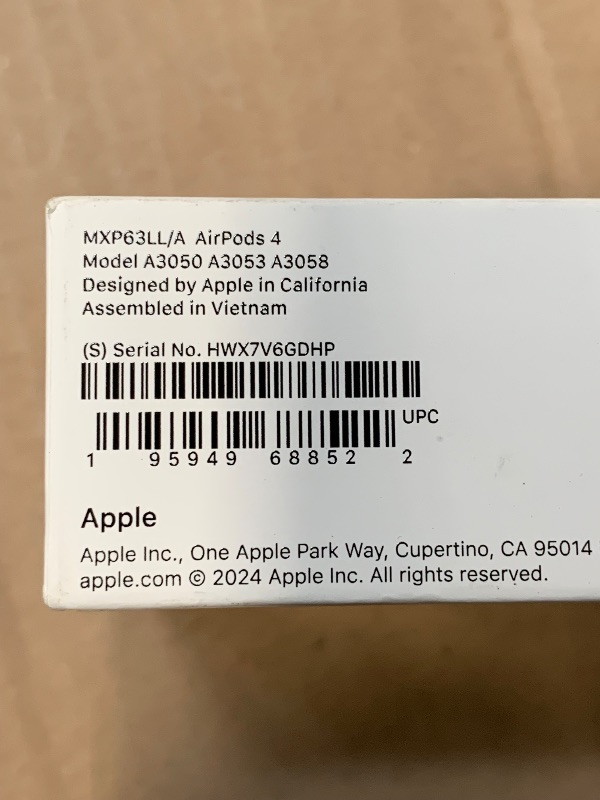 MXP63LL/A AirPods 4
Model A3050 A3053 A3058
Designed by Apple in California
Assembled in Vietnam
(S) Serial No. HWX7V6GDHP
UPC
1 95949 68852 2
Apple
Apple Inc., One Apple Park Way, Cupertino, CA 95014
apple.com © 2024 Apple Inc. All rights reserved.